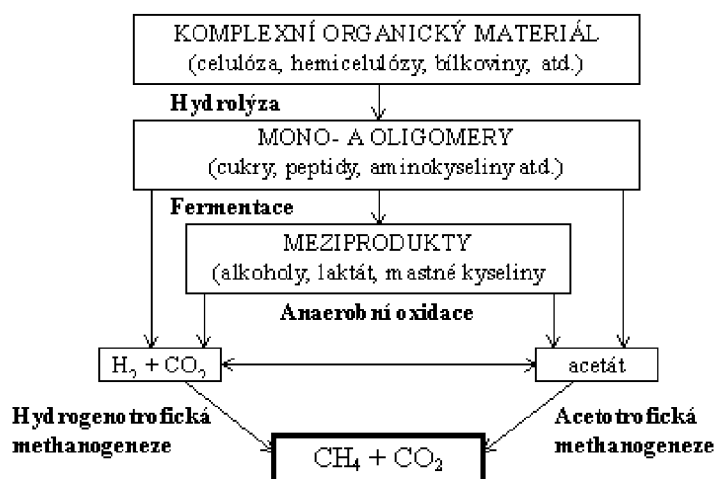 KOMPLEXNÍ ORGANICKÝ MATERIÁL
(celulóza, hemicelulózy, bílkoviny, atd.)
Hydrolýza
MONO- A OLIGOMERY
(cukry, peptidy, aminokyseliny atd.)
Fermentace
MEZIPRODUKTY
(alkoholy, laktát, mastné kyseliny
Anaerobní oxidace
H₂ + CO₂
acetát
Hydrogenotrofická
methanogeneze
Acetotrofická
methanogeneze
CH₄ + CO₂